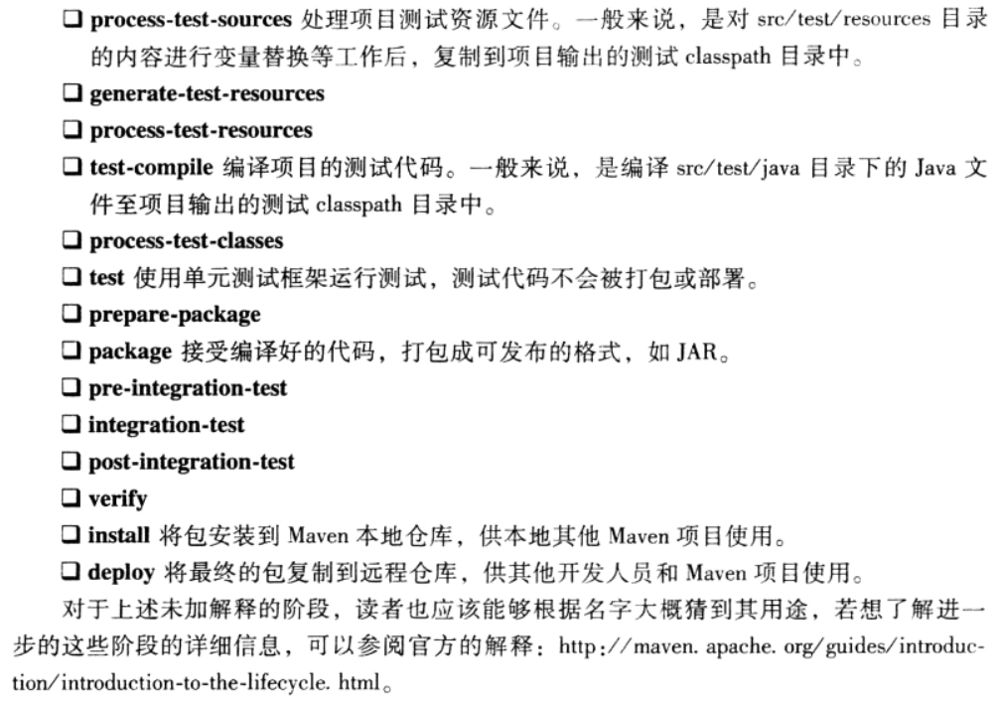 ❑ process-test-sources 处理项目测试资源文件。一般来说，是对 src/test/resources 目录
的内容进行变量替换等工作后，复制到项目输出的测试 classpath 目录中。
❑ generate-test-resources
❑ process-test-resources
❑ test-compile 编译项目的测试代码。一般来说，是编译 src/test/java 目录下的 Java 文
件至项目输出的测试 classpath 目录中。
❑ process-test-classes
❑ test 使用单元测试框架运行测试，测试代码不会被打包或部署。
❑ prepare-package
❑ package 接受编译好的代码，打包成可发布的格式，如 JAR。
❑ pre-integration-test
❑ integration-test
❑ post-integration-test
❑ verify
❑ install 将包安装到 Maven 本地仓库，供本地其他 Maven 项目使用。
❑ deploy 将最终的包复制到远程仓库，供其他开发人员和 Maven 项目使用。
对于上述未加解释的阶段，读者也应该能够根据名字大概猜到其用途，若想了解进一
步的这些阶段的详细信息，可以参阅官方的解释：http://maven. apache. org/guides/introduc-
tion/introduction-to-the-lifecycle. html。